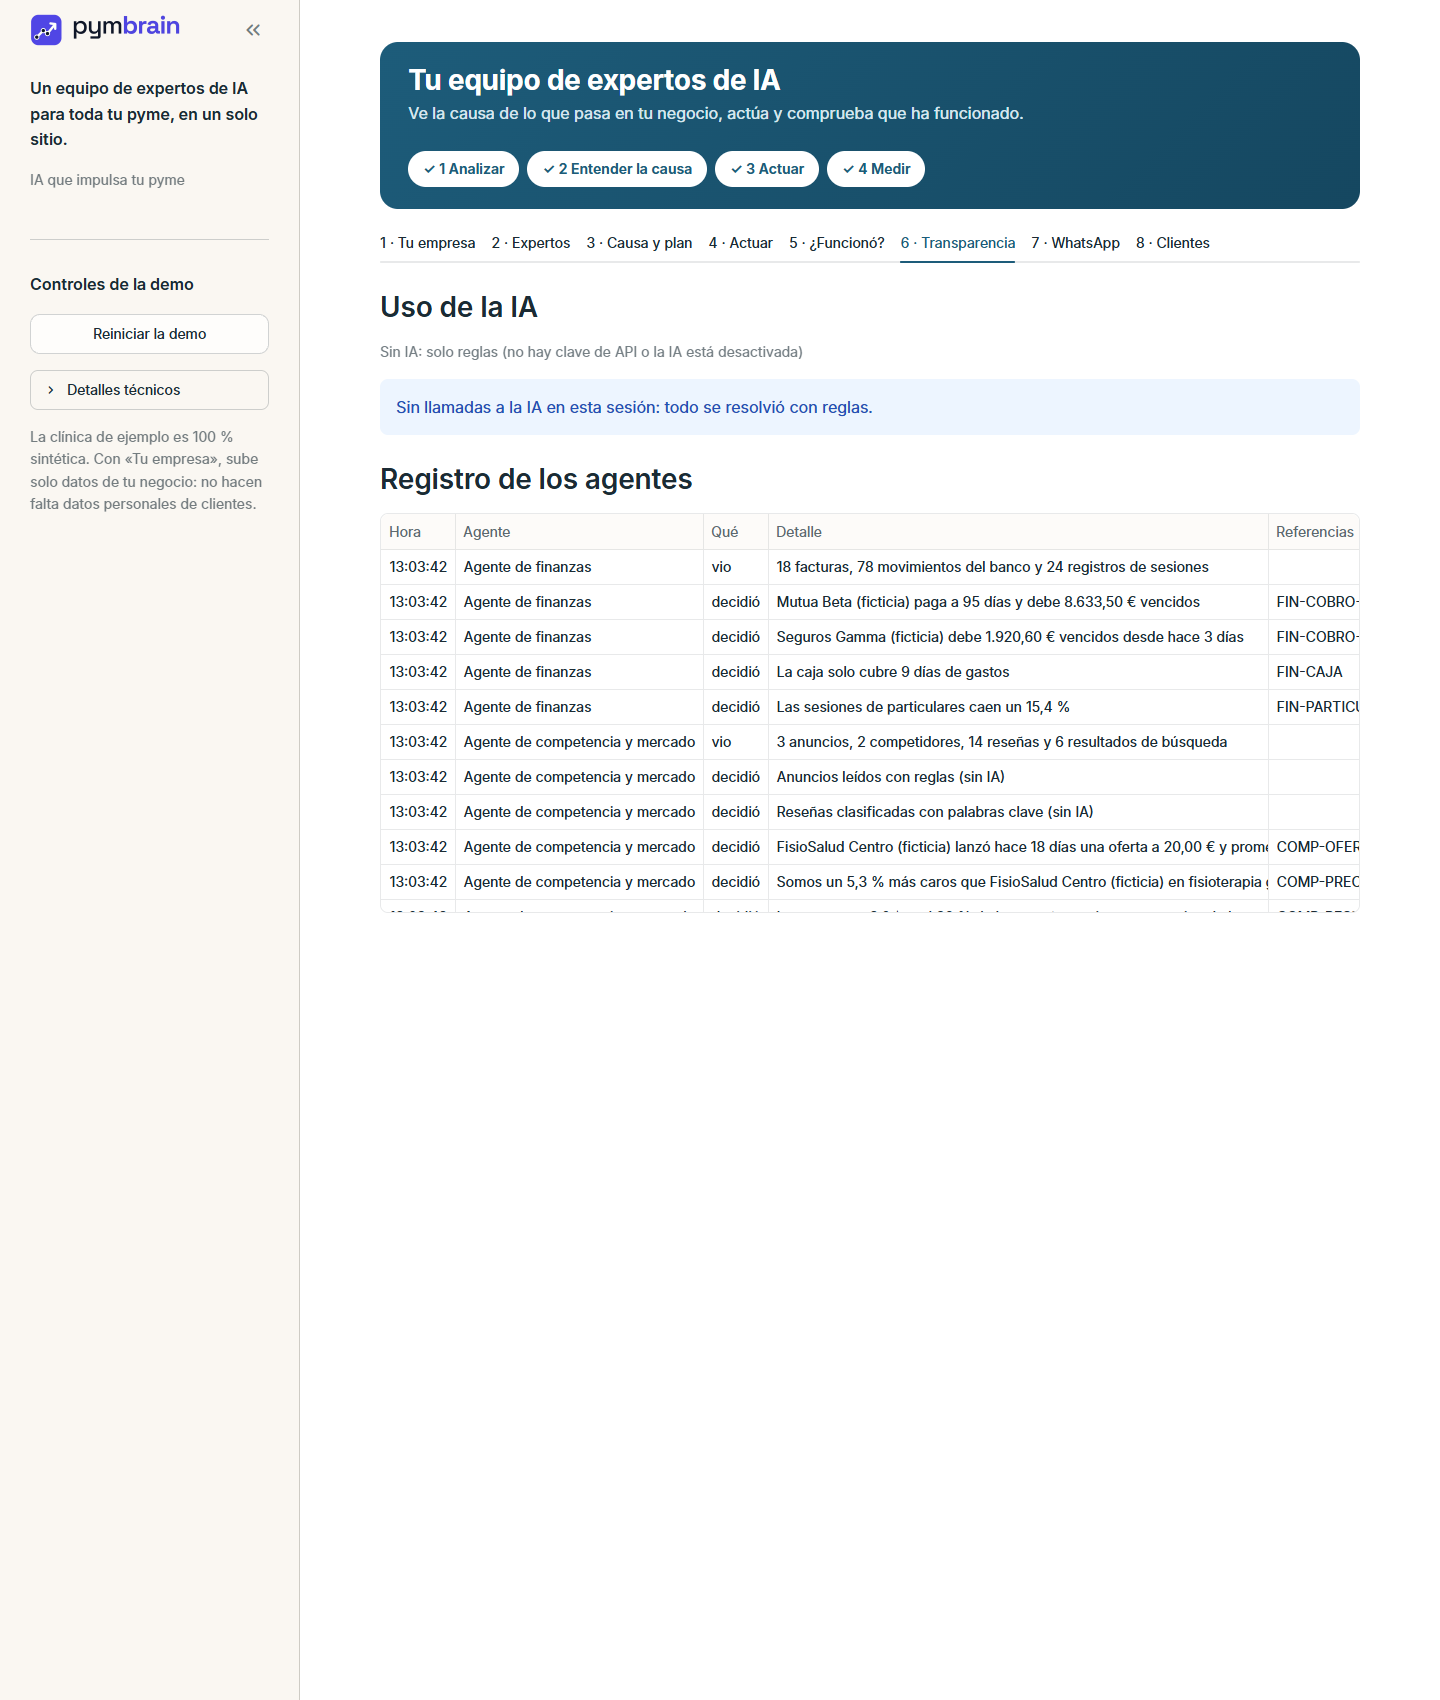 pymbrain
Un equipo de expertos de IA
para toda tu pyme, en un solo
sitio.
IA que impulsa tu pyme
Controles de la demo
Reiniciar la demo
Detalles técnicos
La clínica de ejemplo es 100 %
sintética. Con «Tu empresa», sube
solo datos de tu negocio: no hacen
falta datos personales de clientes.
Tu equipo de expertos de IA
Ve la causa de lo que pasa en tu negocio, actúa y comprueba que ha funcionado.
✓ 1 Analizar ✓ 2 Entender la causa ✓ 3 Actuar ✓ 4 Medir
1 · Tu empresa 2 · Expertos 3 · Causa y plan 4 · Actuar 5 · ¿Funcionó? 6 · Transparencia 7 · WhatsApp 8 · Clientes
Uso de la IA
Sin IA: solo reglas (no hay clave de API o la IA está desactivada)
Sin llamadas a la IA en esta sesión: todo se resolvió con reglas.
Registro de los agentes
Hora Agente Qué Detalle Referencias
13:03:42 Agente de finanzas vio 18 facturas, 78 movimientos del banco y 24 registros de sesiones
13:03:42 Agente de finanzas decidió Mutua Beta (ficticia) paga a 95 días y debe 8.633,50 € vencidos FIN-COBRO-
13:03:42 Agente de finanzas decidió Seguros Gamma (ficticia) debe 1.920,60 € vencidos desde hace 3 días FIN-COBRO-
13:03:42 Agente de finanzas decidió La caja solo cubre 9 días de gastos FIN-CAJA
13:03:42 Agente de finanzas decidió Las sesiones de particulares caen un 15,4 % FIN-PARTICU
13:03:42 Agente de competencia y mercado vio 3 anuncios, 2 competidores, 14 reseñas y 6 resultados de búsqueda
13:03:42 Agente de competencia y mercado decidió Anuncios leídos con reglas (sin IA)
13:03:42 Agente de competencia y mercado decidió Reseñas clasificadas con palabras clave (sin IA)
13:03:42 Agente de competencia y mercado decidió FisioSalud Centro (ficticia) lanzó hace 18 días una oferta a 20,00 € y prome COMP-OFER
13:03:42 Agente de competencia y mercado decidió Somos un 5,3 % más caros que FisioSalud Centro (ficticia) en fisioterapia COMP-PREC